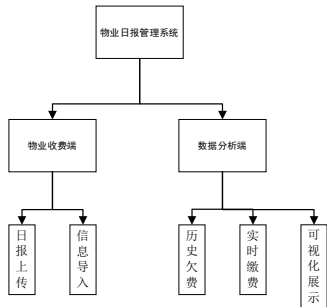 物业日报管理系统
物业收费端
数据分析端
日报上传
信息导入
历史欠费
实时缴费
可视化展示